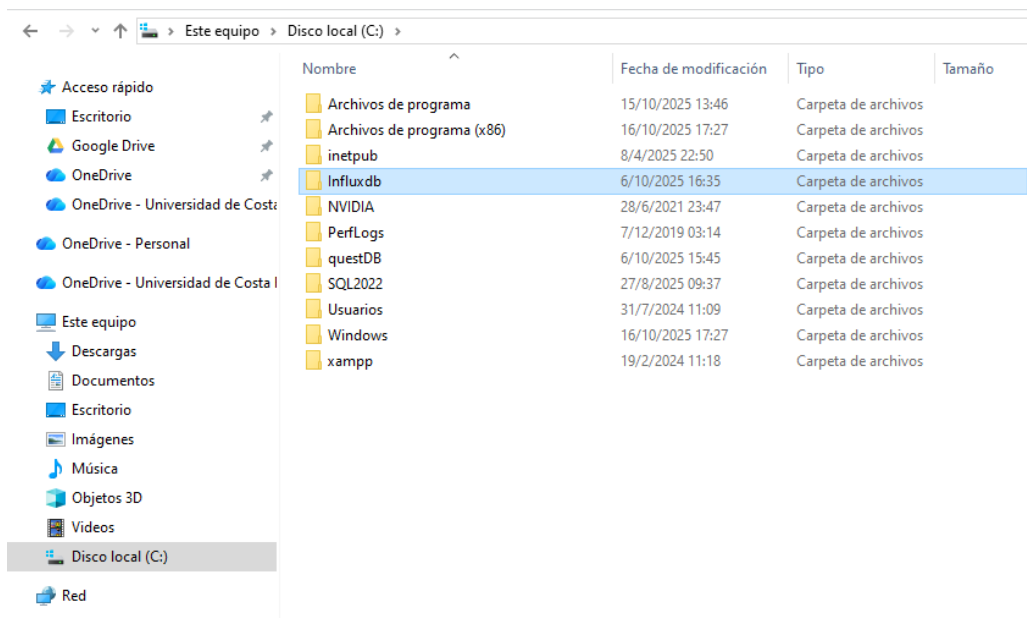 Este equipo > Disco local (C:) >
Nombre Fecha de modificación Tipo Tamaño
Acceso rápido
Escritorio
Google Drive
OneDrive
OneDrive - Universidad de Costa
OneDrive - Personal
OneDrive - Universidad de Costa
Este equipo
Descargas
Documentos
Escritorio
Imágenes
Música
Objetos 3D
Videos
Disco local (C:)
Red
Archivos de programa 15/10/2025 13:46 Carpeta de archivos
Archivos de programa (x86) 16/10/2025 17:27 Carpeta de archivos
inetpub 8/4/2025 22:50 Carpeta de archivos
Influxdb 6/10/2025 16:35 Carpeta de archivos
NVIDIA 28/6/2021 23:47 Carpeta de archivos
PerfLogs 7/12/2019 03:14 Carpeta de archivos
questDB 6/10/2025 15:45 Carpeta de archivos
SQL2022 27/8/2025 09:37 Carpeta de archivos
Usuarios 31/7/2024 11:09 Carpeta de archivos
Windows 16/10/2025 17:27 Carpeta de archivos
xampp 19/2/2024 11:18 Carpeta de archivos